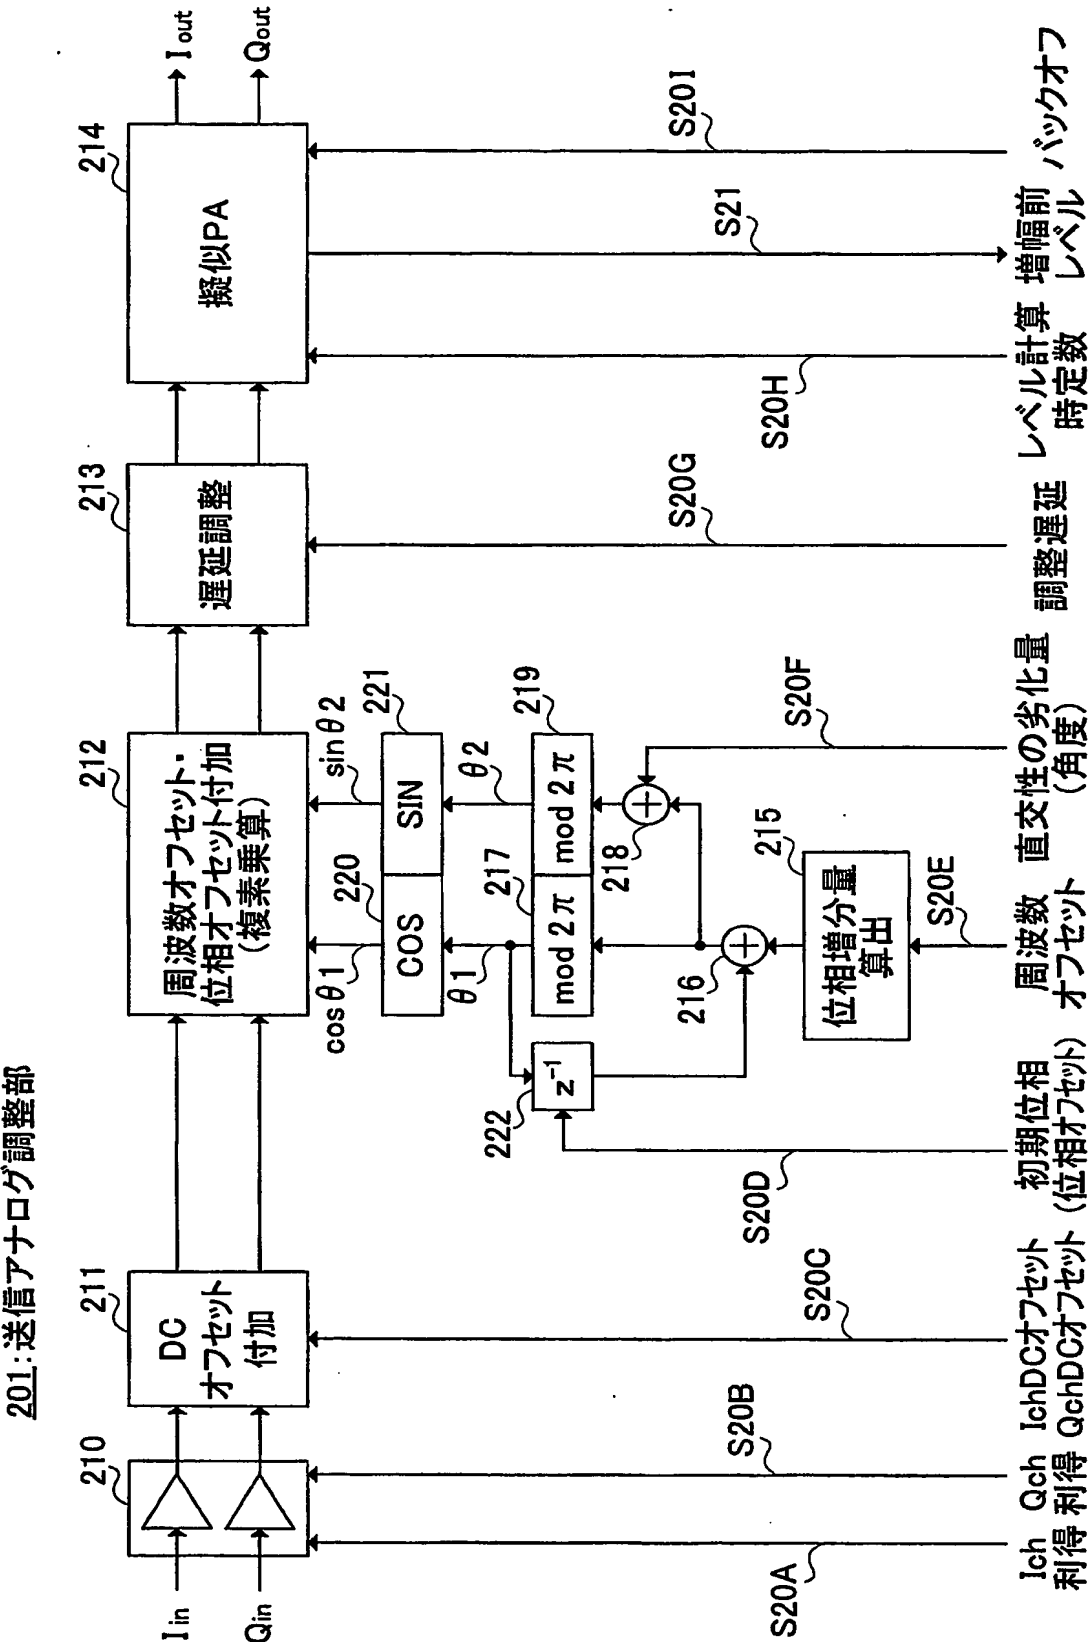 201:送信アナログ調整部
Iin
Qin
210
211
DC
オフセット
付加
212
周波数オフセット・
位相オフセット付加
(複素乗算)
213
遅延調整
214
擬似PA
Iout
Qout
cosθ1
sinθ2
220
COS
221
SIN
θ1
θ2
217
mod 2π
219
mod 2π
222
z⁻¹
216
218
215
位相増分量
算出
S20A
S20B
S20C
S20D
S20E
S20F
S20G
S20H
S21
S20I
Ich
利得
Qch
利得
IchDCオフセット
QchDCオフセット
初期位相
(位相オフセット)
周波数
オフセット
直交性の劣化量
(角度)
調整遅延
レベル計算
時定数
増幅前
レベル
バックオフ